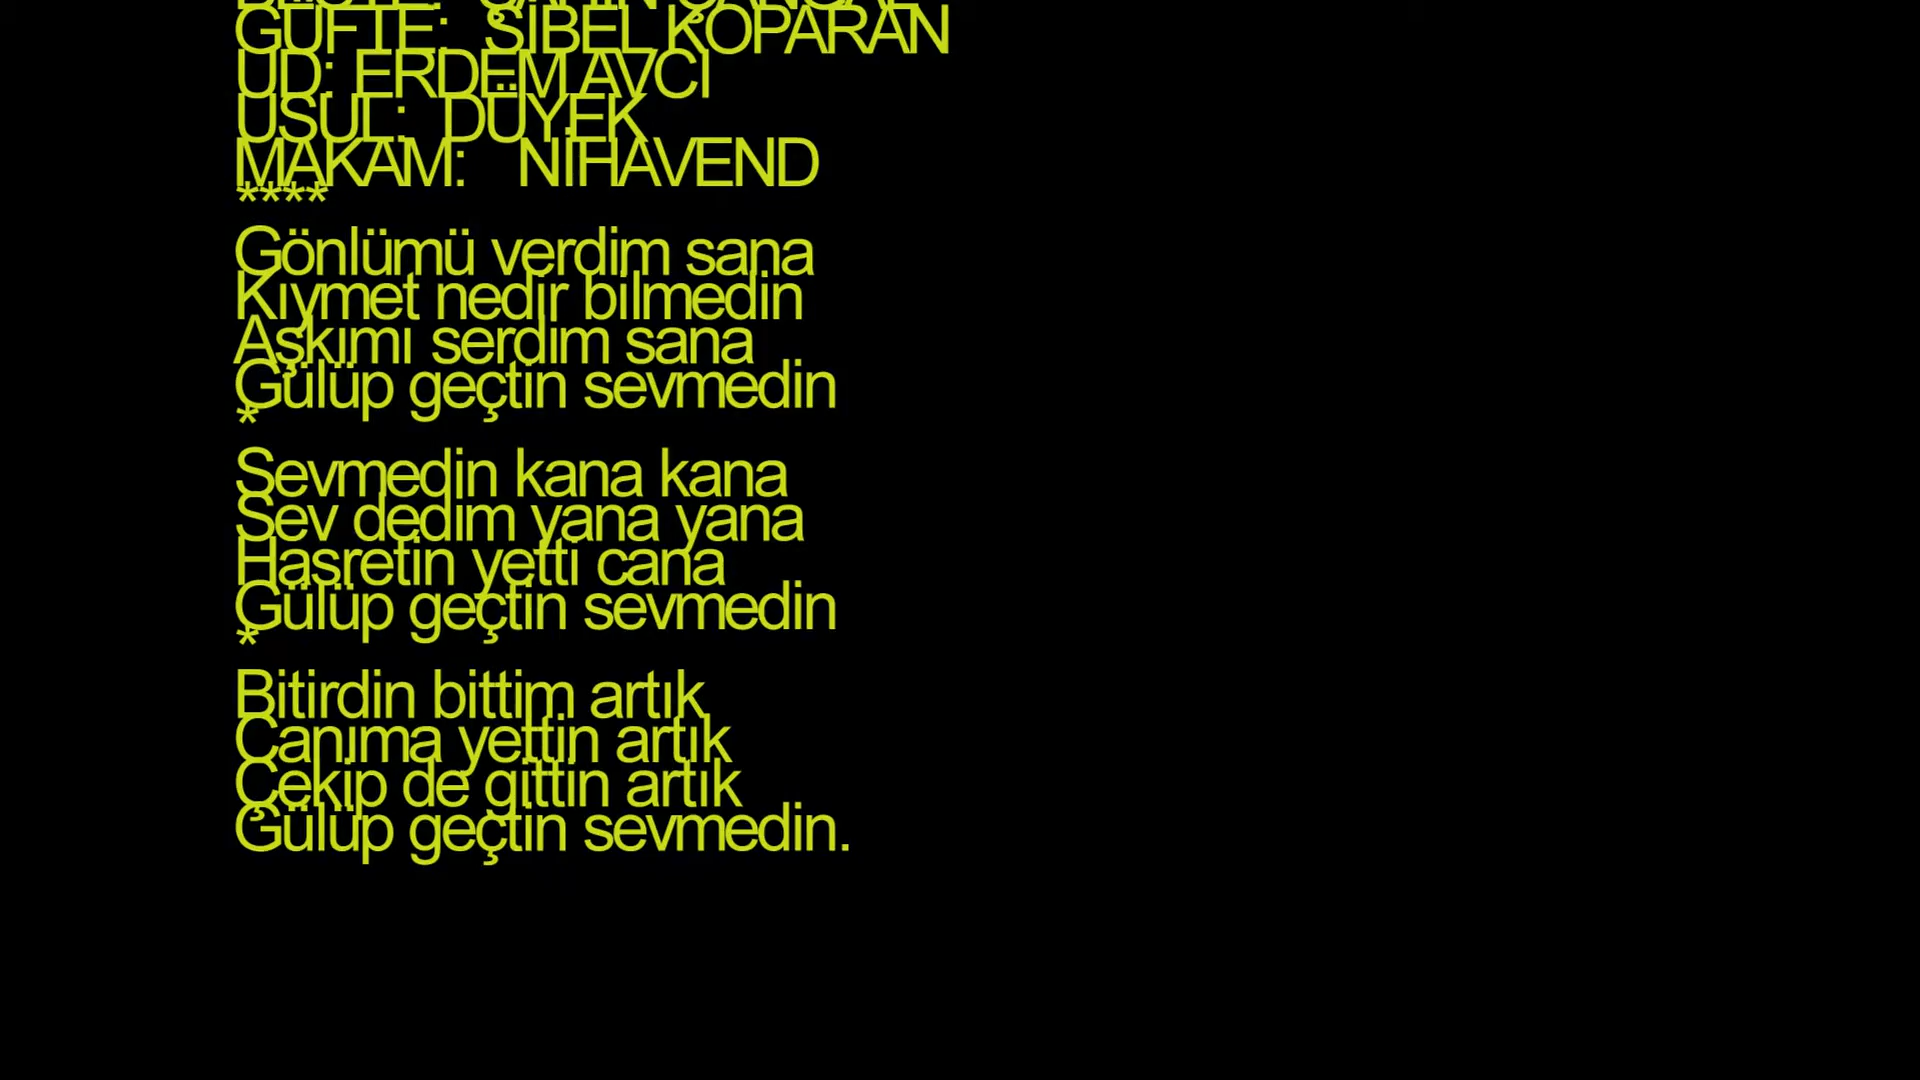 GÜFTE: SİBEL KOPARAN
UD: ERDEM AVCI
USUL: DÜYEK
MAKAM: NİHAVEND
****
Gönlümü verdim sana
Kıymet nedir bilmedin
Aşkımı serdim sana
Gülüp geçtin sevmedin
*
Sevmedin kana kana
Sev dedim yana yana
Hasretin yetti cana
Gülüp geçtin sevmedin
*
Bitirdin bittim artık
Canıma yettin artık
Çekip de gittin artık
Gülüp geçtin sevmedin.